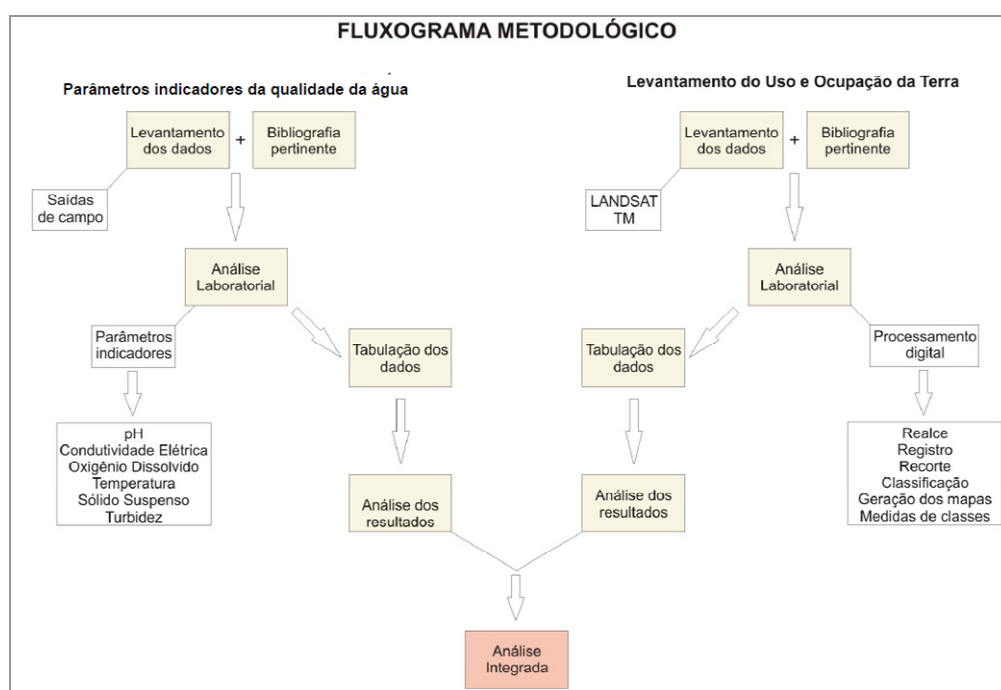 FLUXOGRAMA METODOLÓGICO
Parâmetros indicadores da qualidade da água
Levantamento
dos dados
+
Bibliografia
pertinente
Saídas
de campo
Análise
Laboratorial
Parâmetros
indicadores
Tabulação dos
dados
pH
Condutividade Elétrica
Oxigênio Dissolvido
Temperatura
Sólido Suspenso
Turbidez
Análise dos
resultados
Levantamento do Uso e Ocupação da Terra
Levantamento
dos dados
+
Bibliografia
pertinente
LANDSAT
TM
Análise
Laboratorial
Tabulação dos
dados
Processamento
digital
Realce
Registro
Recorte
Classificação
Geração dos mapas
Medidas de classes
Análise dos
resultados
Análise
Integrada